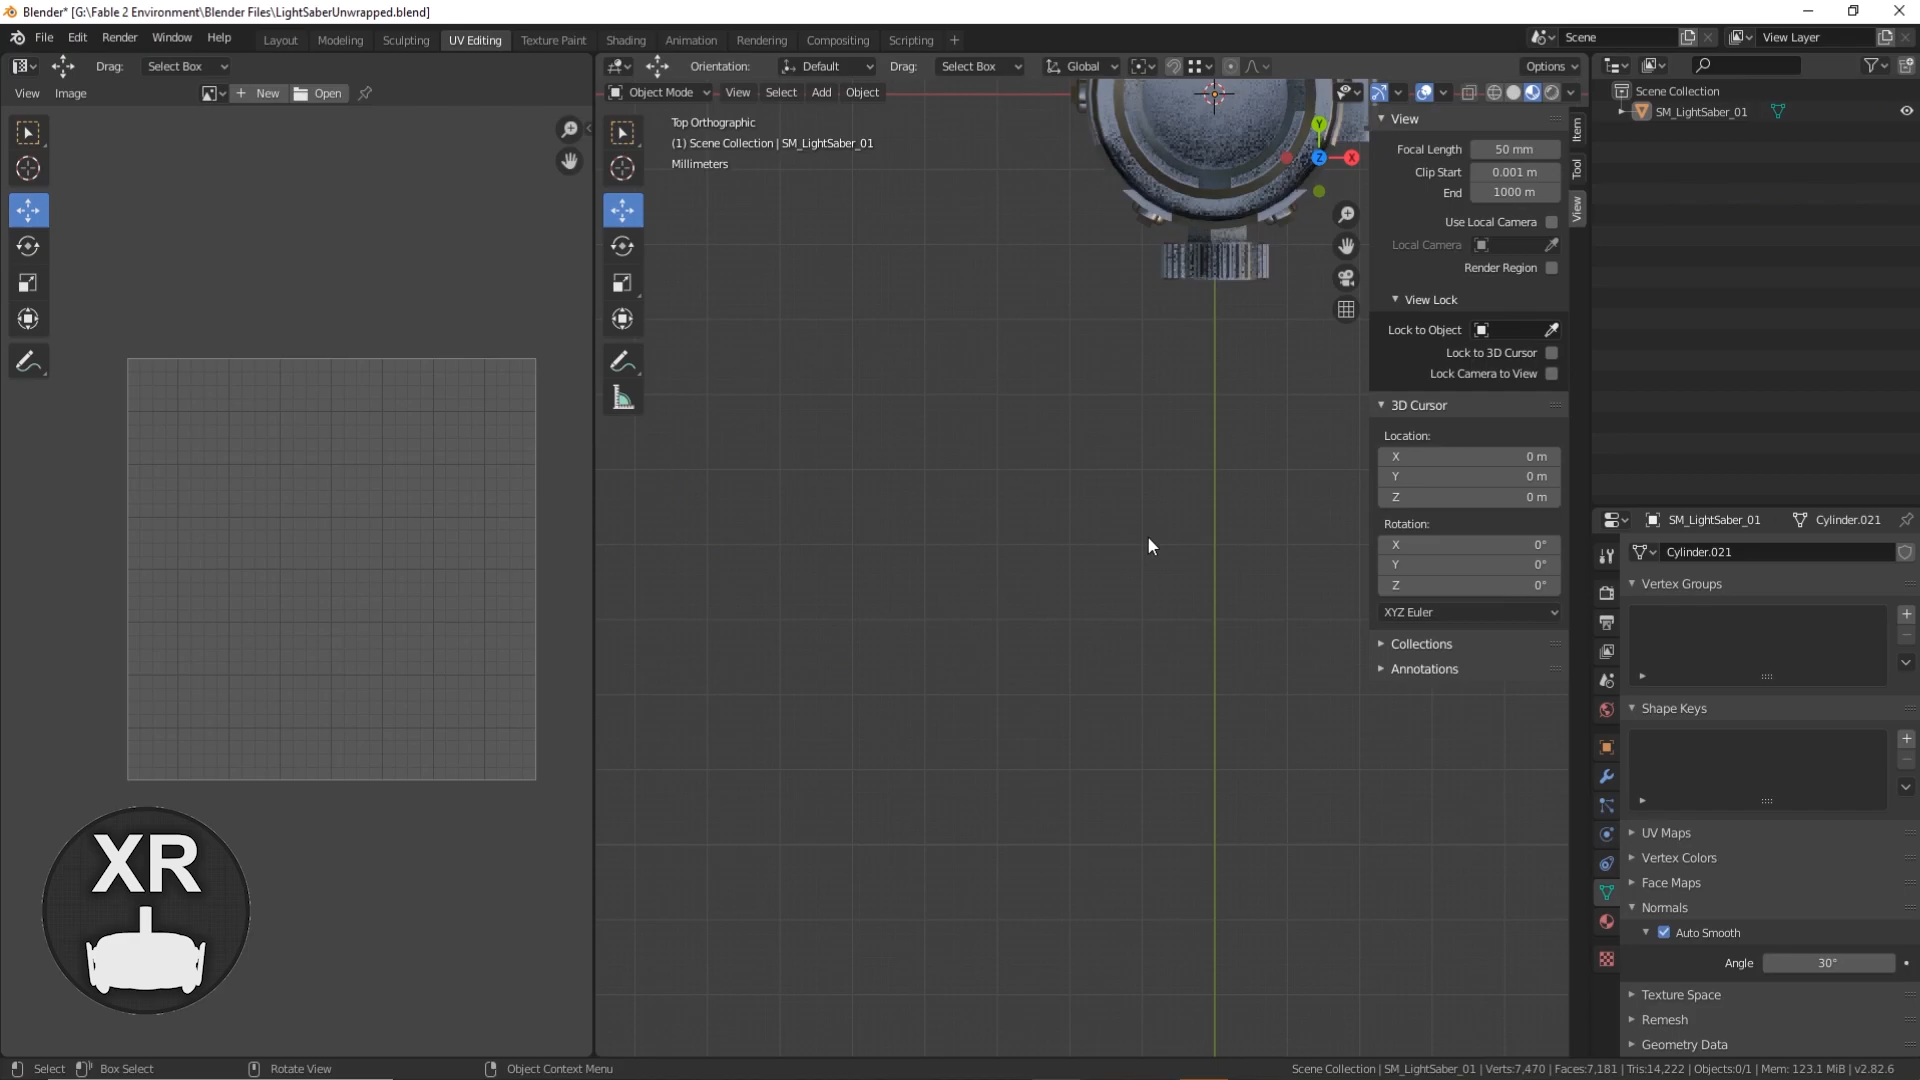 Blender* [G:\Fable 2 Environment\Blender Files\LightSaberUnwrapped.blend]
File Edit Render Window Help
Layout Modeling Sculpting UV Editing Texture Paint Shading Animation Rendering Compositing Scripting +
Scene
View Layer
Drag: Select Box
Orientation: Default Drag: Select Box Global Options
View Image + New Open
Object Mode View Select Add Object
Scene Collection
SM_LightSaber_01
Top Orthographic
(1) Scene Collection | SM_LightSaber_01
Millimeters
Y
Z
X
View
Focal Length 50 mm
Clip Start 0.001 m
End 1000 m
Use Local Camera
Local Camera
Render Region
View Lock
Lock to Object
Lock to 3D Cursor
Lock Camera to View
3D Cursor
Location:
X 0 m
Y 0 m
Z 0 m
Rotation:
X 0°
Y 0°
Z 0°
XYZ Euler
Collections
Annotations
Item
Tool
View
SM_LightSaber_01 Cylinder.021
Cylinder.021
Vertex Groups
Shape Keys
UV Maps
Vertex Colors
Face Maps
Normals
Auto Smooth
Angle 30°
Texture Space
Remesh
Geometry Data
XR
Select Box Select Rotate View Object Context Menu
Scene Collection | SM_LightSaber_01 | Verts:7,470 | Faces:7,181 | Tris:14,222 | Objects:0/1 | Mem: 123.1 MiB | v2.82.6